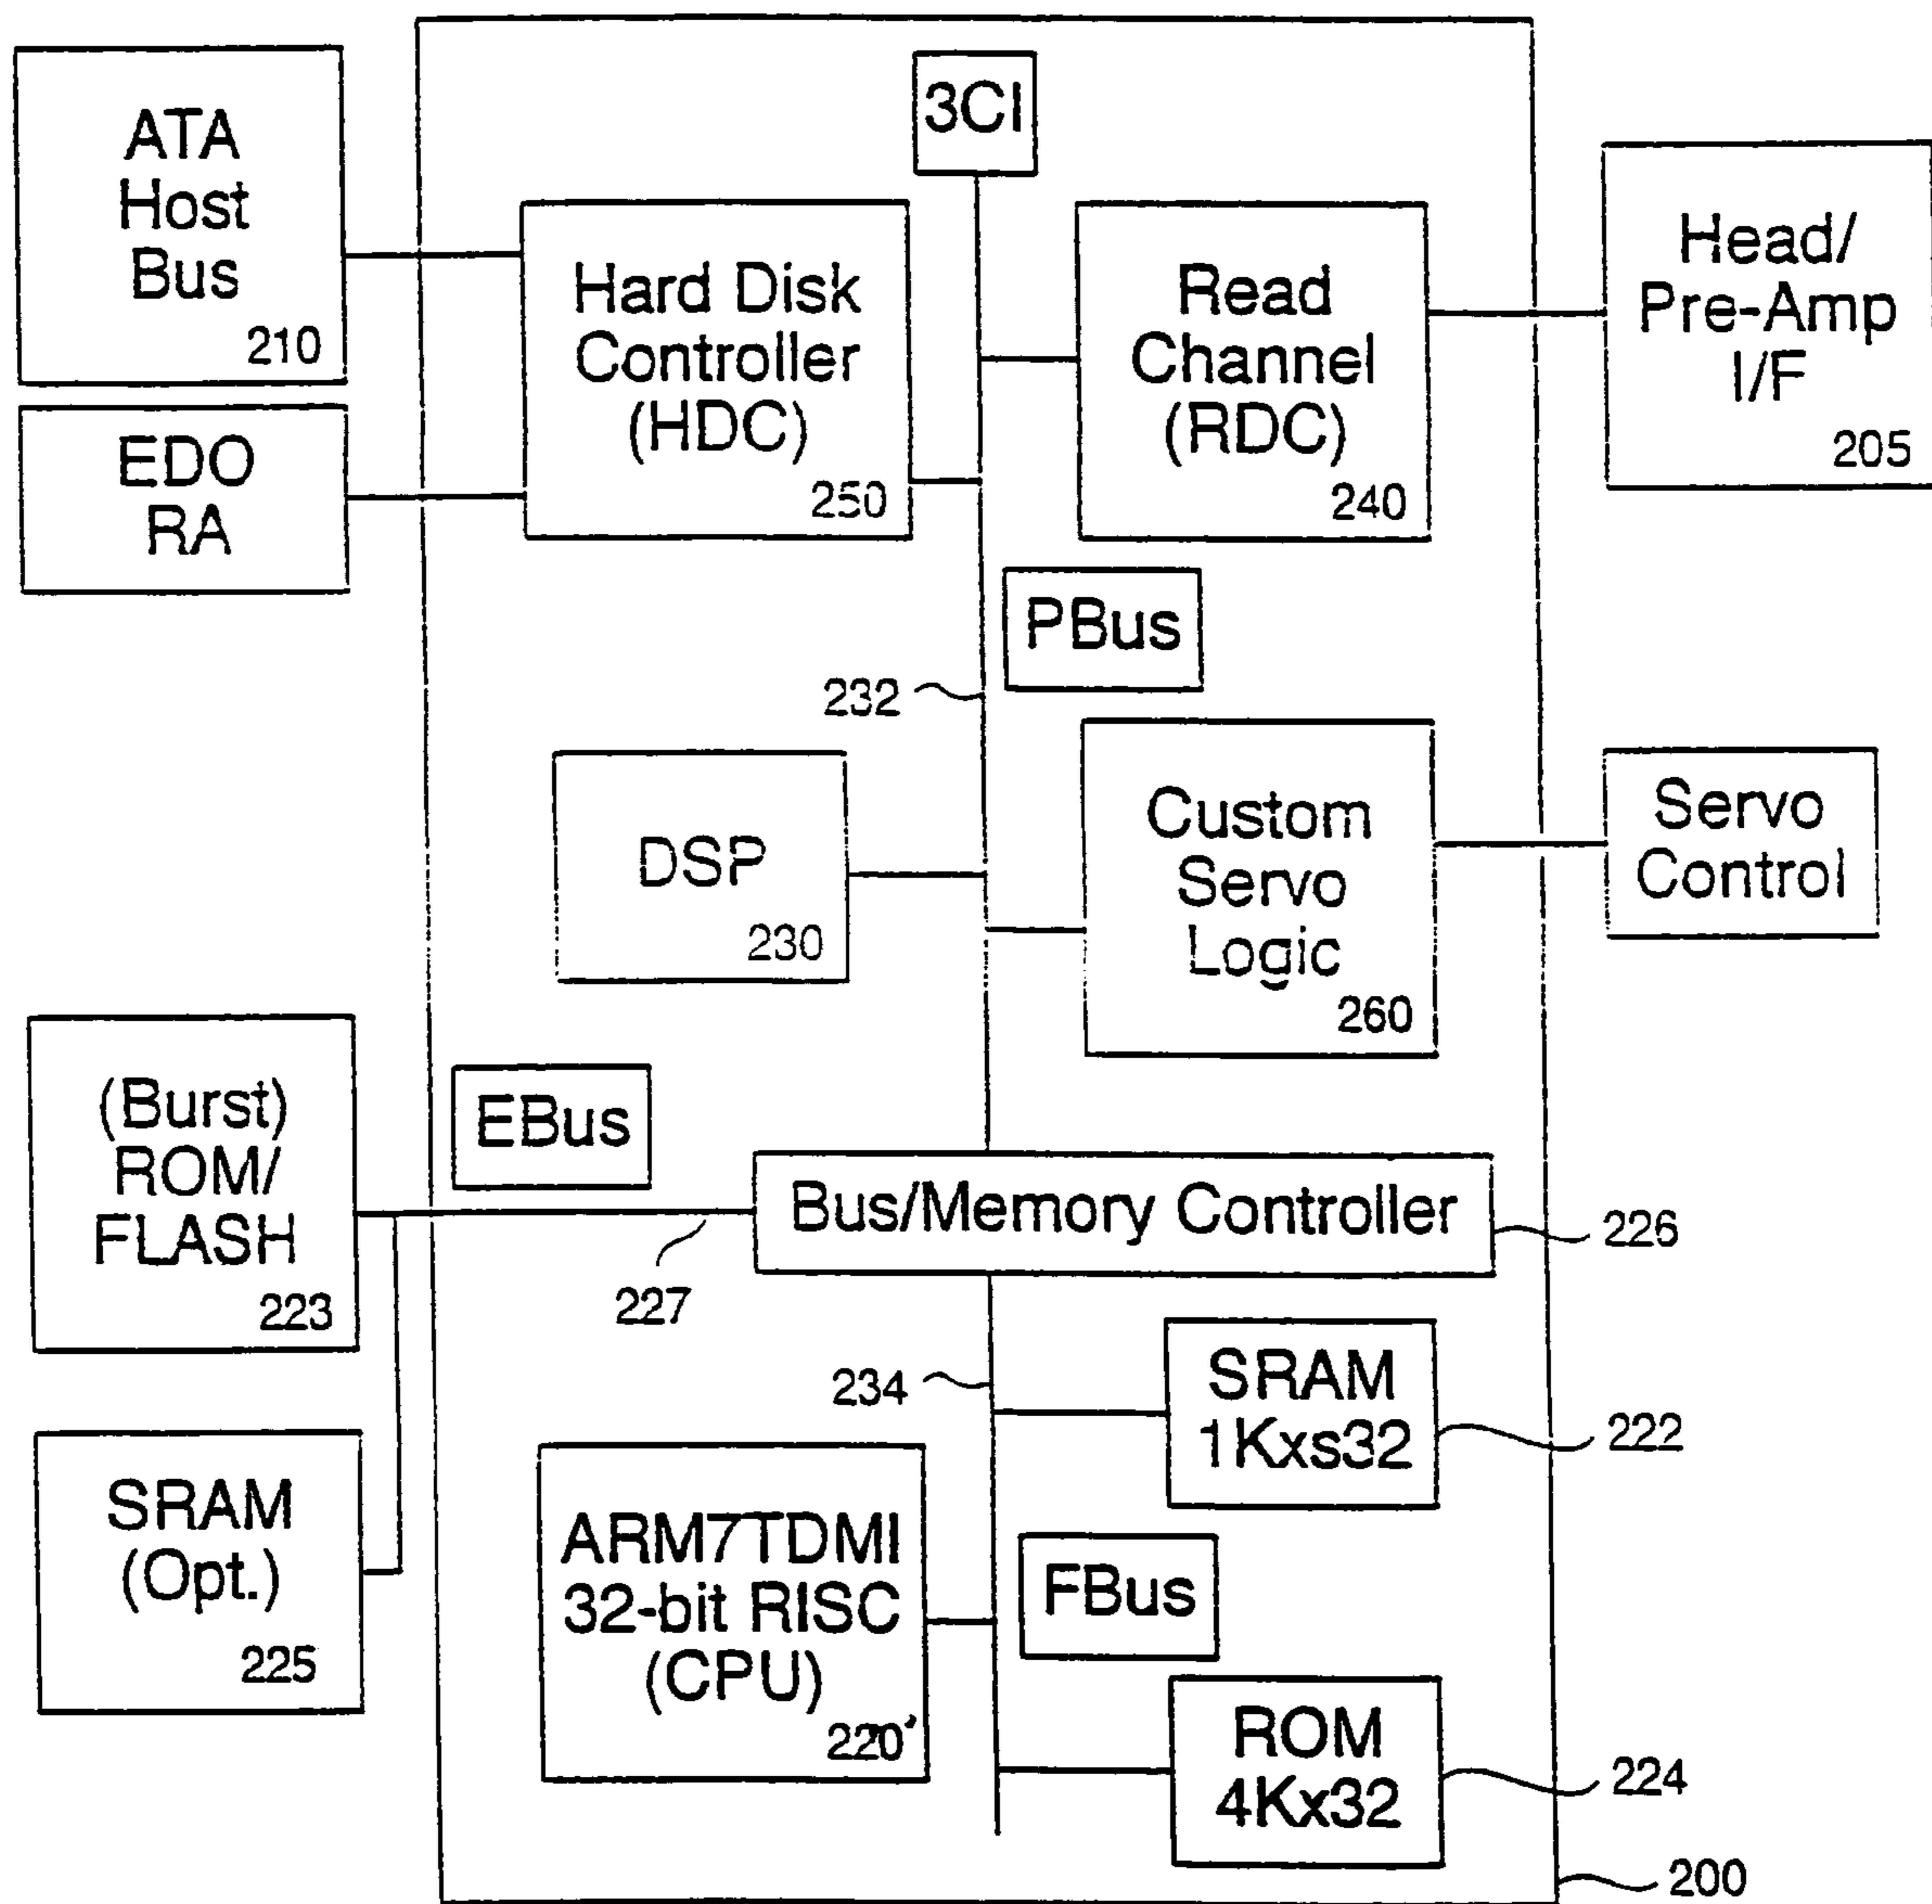 3CI
ATA
Host
Bus
210
Hard Disk
Controller
(HDC)
250
Read
Channel
(RDC)
240
Head/
Pre-Amp
I/F
205
EDO
RA
PBus
232
DSP
230
Custom
Servo
Logic
260
Servo
Control
(Burst)
ROM/
FLASH
223
EBus
Bus/Memory Controller
226
227
234
SRAM
1Kxs32
222
SRAM
(Opt.)
225
ARM7TDMI
32-bit RISC
(CPU)
220'
FBus
ROM
4Kx32
224
200